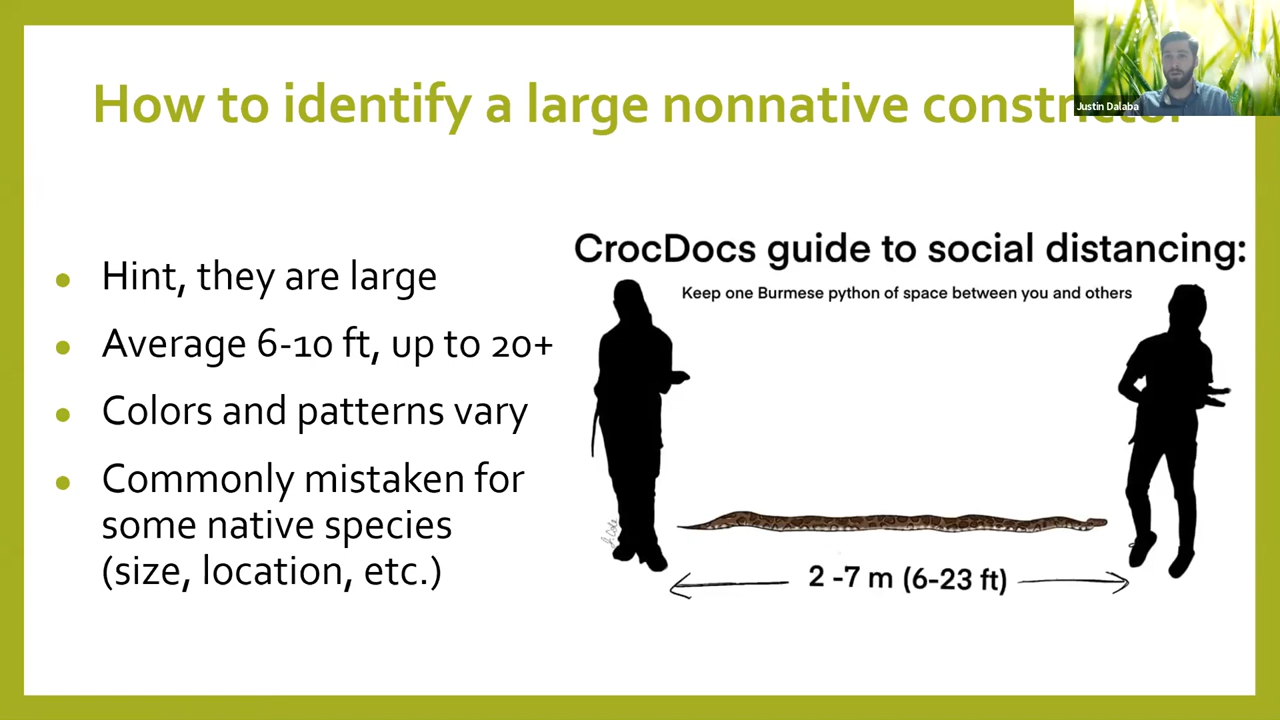 How to identify a large nonnative constrictor
Justin Dalaba
• Hint, they are large
• Average 6-10 ft, up to 20+
• Colors and patterns vary
• Commonly mistaken for
some native species
(size, location, etc.)
CrocDocs guide to social distancing:
Keep one Burmese python of space between you and others
2 -7 m (6-23 ft)